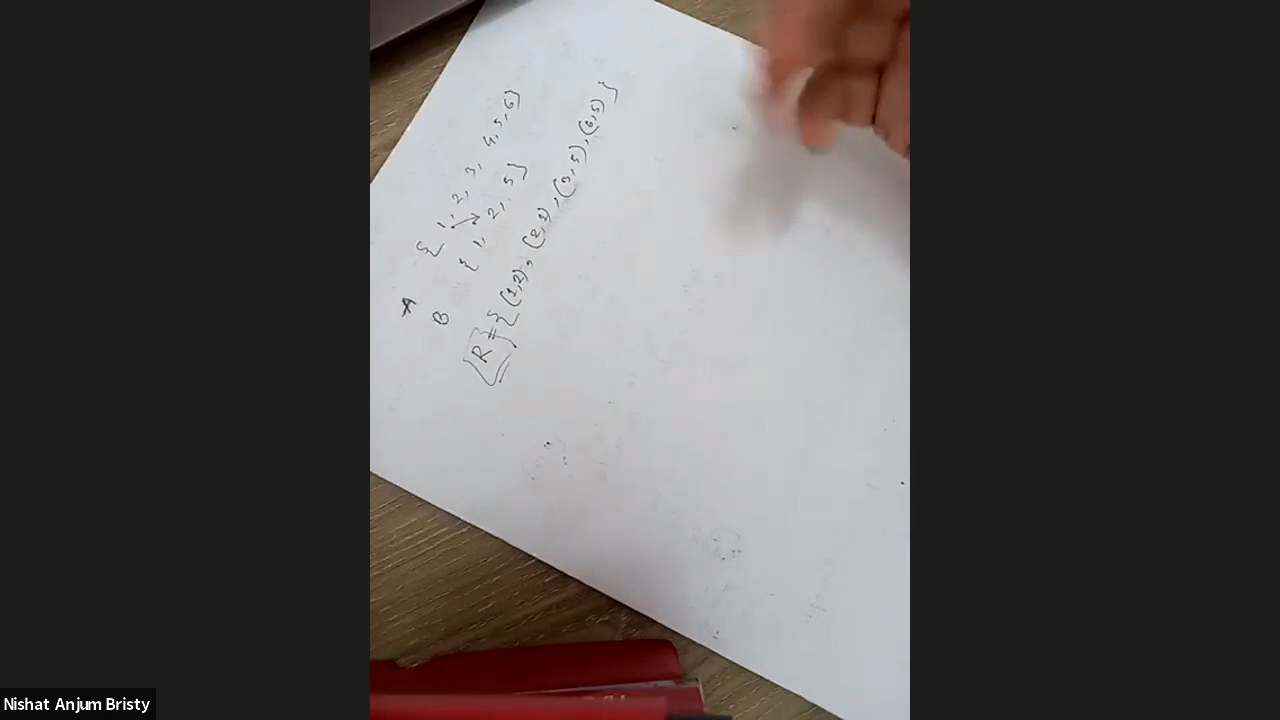 A { 1, 2, 3, 4, 5, 6}
B { 1, 2, 5}
R = { (1,2), (2,1), (3,5), (6,5) }
Nishat Anjum Bristy